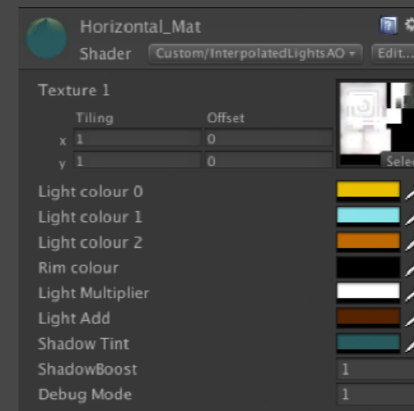 Horizontal_Mat
Shader Custom/InterpolatedLightsAO Edit...
Texture 1
Tiling Offset
x 1 0
y 1 0
Selec
Light colour 0
Light colour 1
Light colour 2
Rim colour
Light Multiplier
Light Add
Shadow Tint
ShadowBoost 1
Debug Mode 1